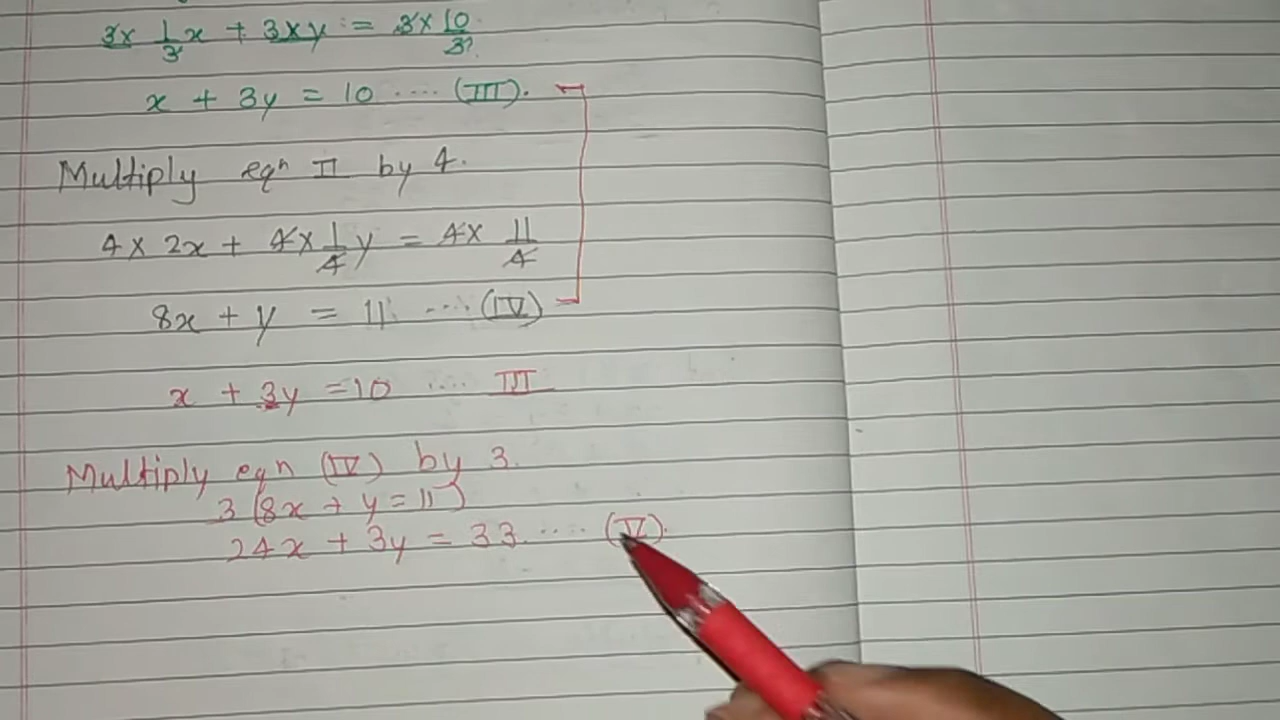 3x 1/3 x + 3xy = 3x 10/3
x + 3y = 10 .... (III).
Multiply eqn II by 4.
4 x 2x + 4 x 1/4 y = 4x 11/4
8x + y = 11 .... (IV)
x + 3y = 10 .... III
Multiply eqn (IV) by 3.
3 (8x + y = 11)
24x + 3y = 33 .... (V).